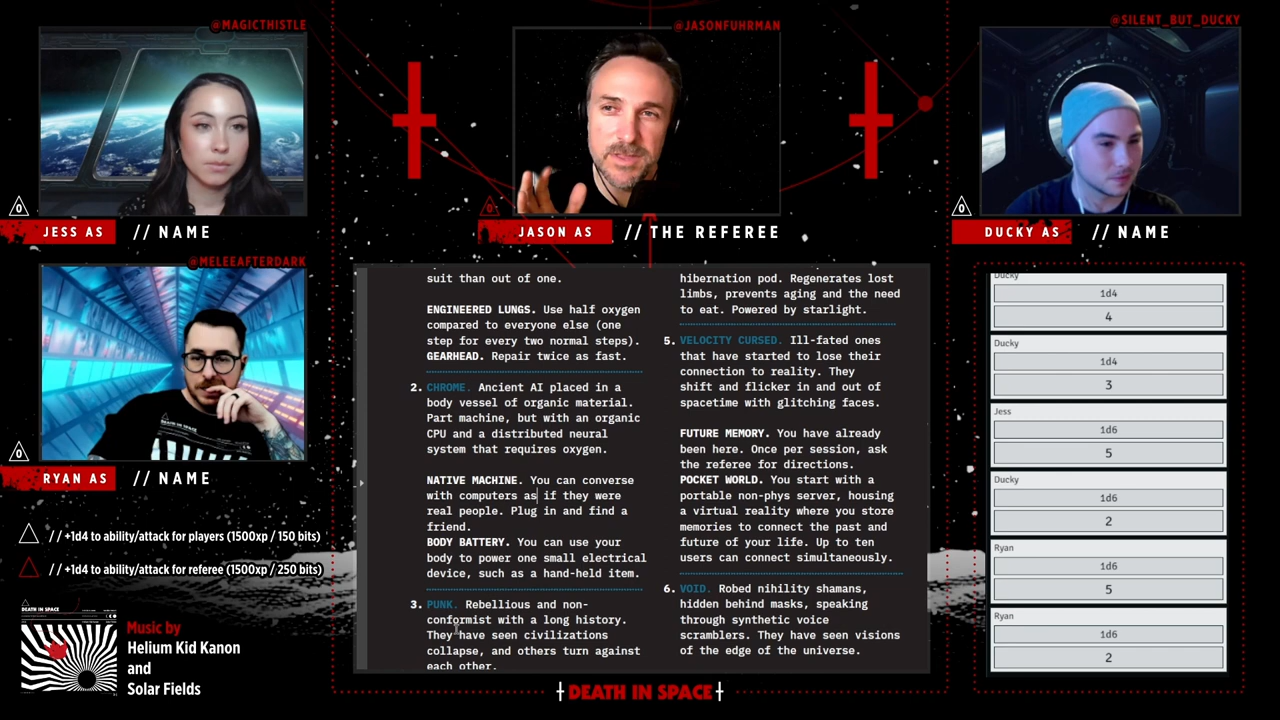 @MAGICTHISTLE
@JASONFUHRMAN
@SILENT_BUT_DUCKY
0
JESS AS // NAME
0
JASON AS // THE REFEREE
0
DUCKY AS // NAME
@MELEEAFTERDARK
DEATH IN SPACE
0
RYAN AS // NAME
// +1d4 to ability/attack for players (1500xp / 150 bits)
// +1d4 to ability/attack for referee (1500xp / 250 bits)
DEATH IN SPACE
Music by
Helium Kid Kanon
and
Solar Fields
suit than out of one.
ENGINEERED LUNGS. Use half oxygen
compared to everyone else (one
step for every two normal steps).
GEARHEAD. Repair twice as fast.
2. CHROME. Ancient AI placed in a
body vessel of organic material.
Part machine, but with an organic
CPU and a distributed neural
system that requires oxygen.
NATIVE MACHINE. You can converse
with computers as if they were
real people. Plug in and find a
friend.
BODY BATTERY. You can use your
body to power one small electrical
device, such as a hand-held item.
3. PUNK. Rebellious and non-
conformist with a long history.
They have seen civilizations
collapse, and others turn against
each other.
hibernation pod. Regenerates lost
limbs, prevents aging and the need
to eat. Powered by starlight.
5. VELOCITY CURSED. Ill-fated ones
that have started to lose their
connection to reality. They
shift and flicker in and out of
spacetime with glitching faces.
FUTURE MEMORY. You have already
been here. Once per session, ask
the referee for directions.
POCKET WORLD. You start with a
portable non-phys server, housing
a virtual reality where you store
memories to connect the past and
future of your life. Up to ten
users can connect simultaneously.
6. VOID. Robed nihility shamans,
hidden behind masks, speaking
through synthetic voice
scramblers. They have seen visions
of the edge of the universe.
Ducky
1d4
4
Ducky
1d4
3
Jess
1d6
5
Ducky
1d6
2
Ryan
1d6
5
Ryan
1d6
2
DEATH IN SPACE